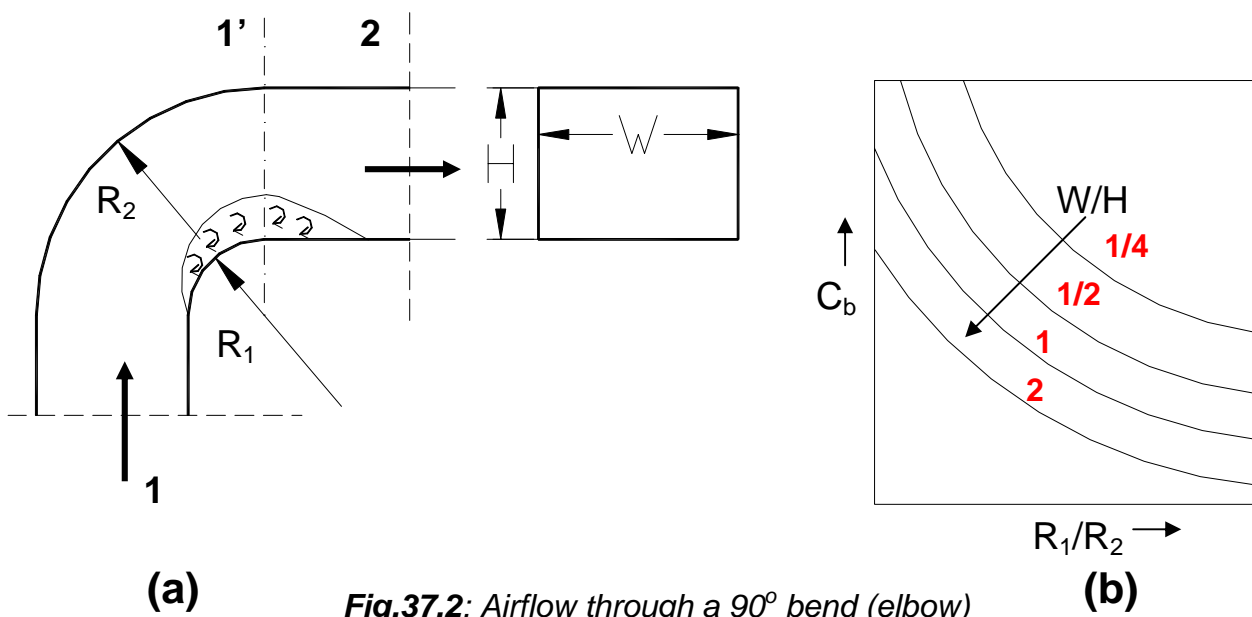 1’
2
R2
H
W
R1
1
W/H
1/4
1/2
1
2
Cb
R1/R2
(a)
(b)
Fig.37.2: Airflow through a 90o bend (elbow)